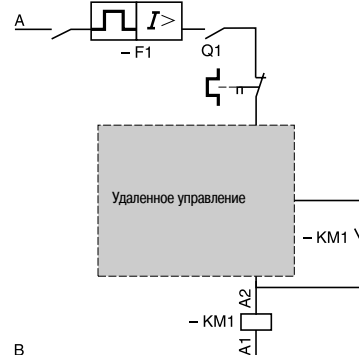 A
I>
– F1
Q1
Удаленное управление
– KM1
A2
– KM1
A1
B